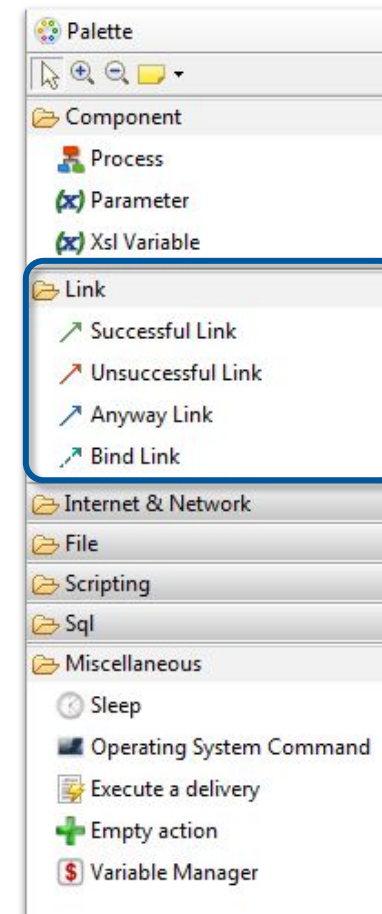 Palette
Component
Process
(x) Parameter
(x) Xsl Variable
Link
Successful Link
Unsuccessful Link
Anyway Link
Bind Link
Internet & Network
File
Scripting
Sql
Miscellaneous
Sleep
Operating System Command
Execute a delivery
Empty action
$ Variable Manager